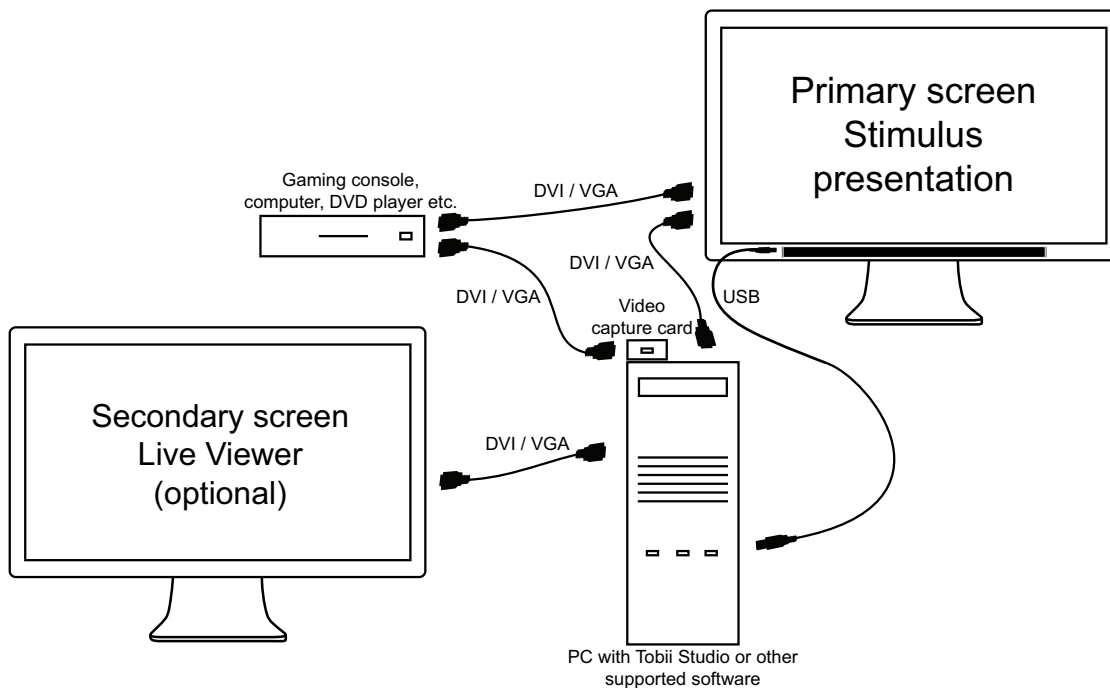 Primary screen
Stimulus
presentation
Gaming console,
computer, DVD player etc.
DVI / VGA
DVI / VGA
DVI / VGA
USB
Video
capture card
Secondary screen
Live Viewer
(optional)
DVI / VGA
PC with Tobii Studio or other
supported software